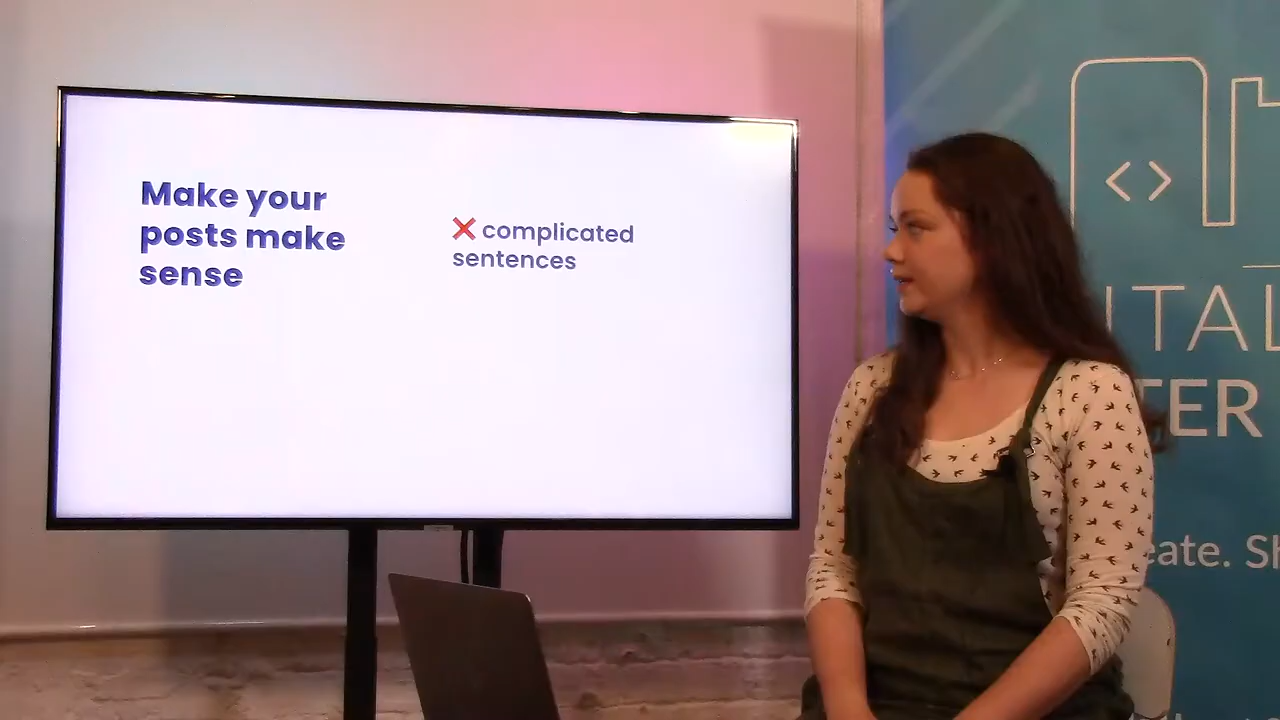 Make your
posts make
sense
❌ complicated
sentences
<>
ITAL
TER
eate. Sh